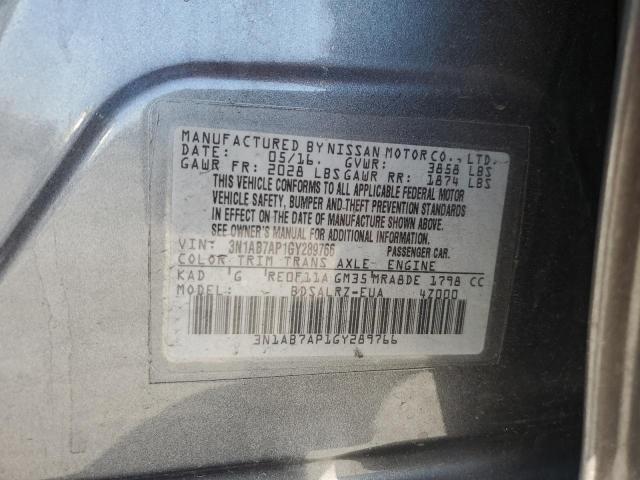 MANUFACTURED BY NISSAN MOTOR CO., LTD.
DATE: 05/16. GVWR: 3858 LBS
GAWR FR: 2028 LBS GAWR RR: 1874 LBS
THIS VEHICLE CONFORMS TO ALL APPLICABLE FEDERAL MOTOR
VEHICLE SAFETY, BUMPER, AND THEFT PREVENTION STANDARDS
IN EFFECT ON THE DATE OF MANUFACTURE SHOWN ABOVE.
SEE OWNER'S MANUAL FOR ADDITIONAL INFORMATION.
VIN: 3N1AB7AP1GY289766 PASSENGER CAR.
COLOR TRIM TRANS AXLE ENGINE
KAD G RE0F11A GM35 MRA8DE 1798 CC
BDSALRZ-EUA 4Z000
3N1AB7AP1GY289766